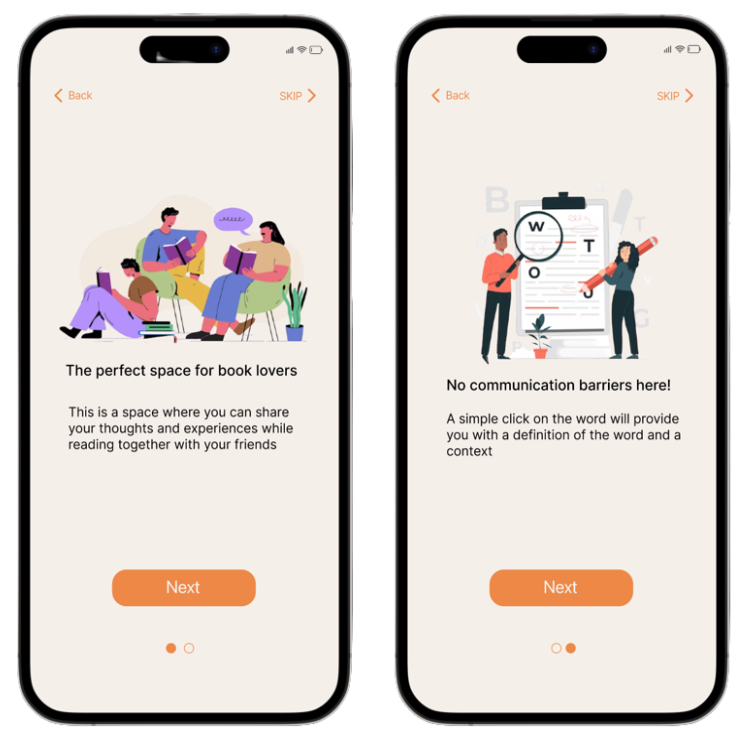 Back
SKIP
The perfect space for book lovers
This is a space where you can share
your thoughts and experiences while
reading together with your friends
Next
Back
SKIP
B
W
T
T
O
J
G
No communication barriers here!
A simple click on the word will provide
you with a definition of the word and a
context
Next